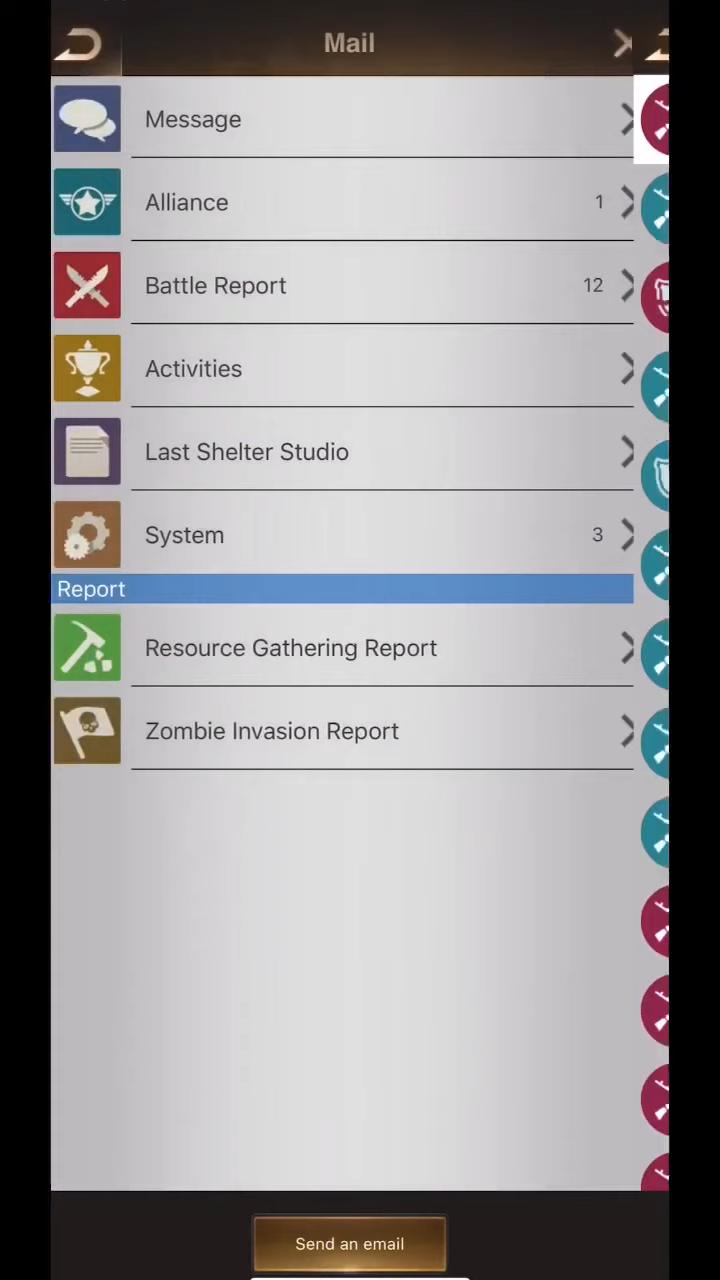 Mail
Message
Alliance 1
Battle Report 12
Activities
Last Shelter Studio
System 3
Report
Resource Gathering Report
Zombie Invasion Report
Send an email